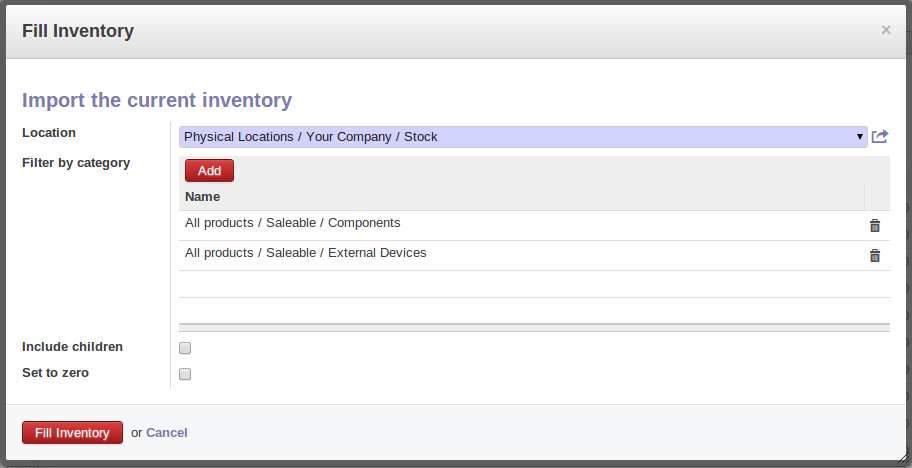 Fill Inventory ×
Import the current inventory
Location Physical Locations / Your Company / Stock
Filter by category
Add
Name
All products / Saleable / Components
All products / Saleable / External Devices
Include children
Set to zero
Fill Inventory or Cancel